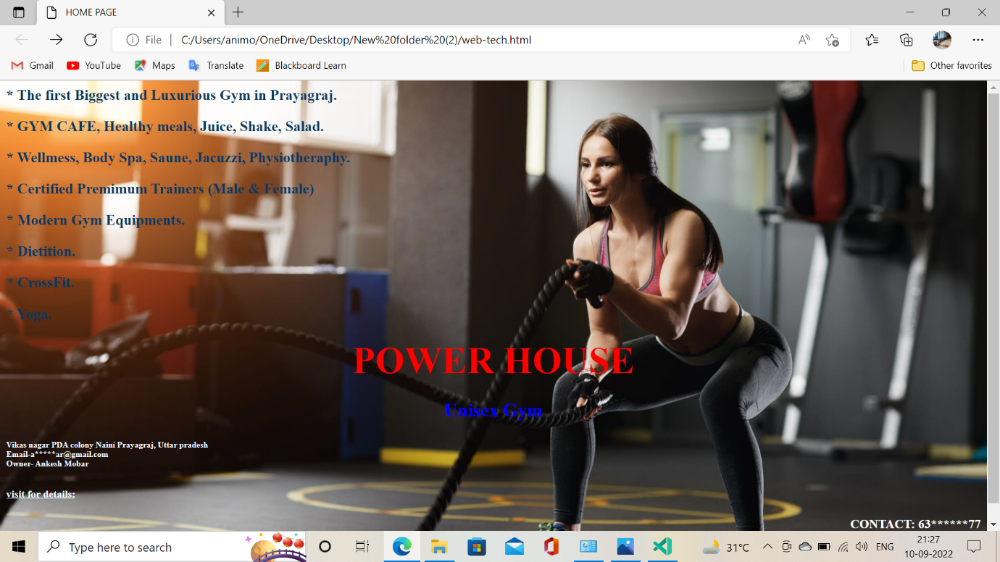 HOME PAGE
File
C:/Users/animo/OneDrive/Desktop/New%20folder%20(2)/web-tech.html
Gmail YouTube Maps Translate Blackboard Learn Other favorites
* The first Biggest and Luxurious Gym in Prayagraj.
* GYM CAFE, Healthy meals, Juice, Shake, Salad.
* Wellmess, Body Spa, Saune, Jacuzzi, Physiotheraphy.
* Certified Premimum Trainers (Male & Female)
* Modern Gym Equipments.
* Dietition.
* CrossFit.
* Yoga.
POWER HOUSE
Unisex Gym
Vikas nagar PDA colony Naini Prayagraj, Uttar pradesh
Email-a*****ar@gmail.com
Owner- Ankesh Mobar
visit for details;
CONTACT: 63******77
Type here to search
31°C
ENG
21:27
10-09-2022